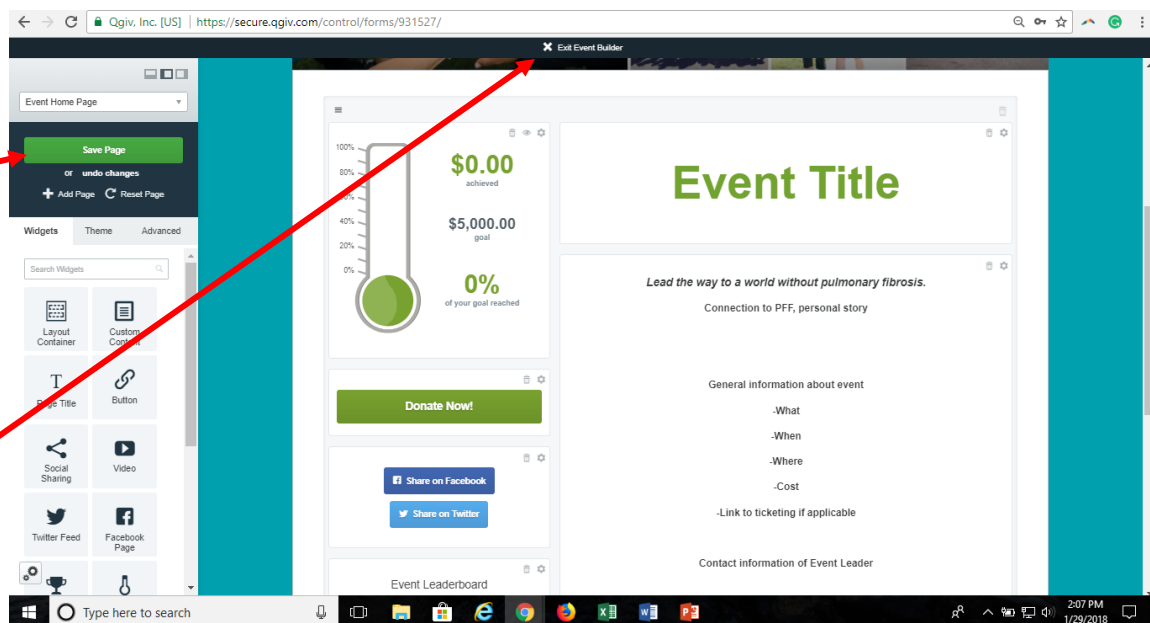 Qgiv, Inc. [US] | https://secure.qgiv.com/control/forms/931527/
Exit Event Builder
Event Home Page
Save Page
or undo changes
Add Page Reset Page
Widgets Theme Advanced
Search Widgets
Layout Container
Custom Content
Page Title
Button
Social Sharing
Video
Twitter Feed
Facebook Page
100%
80%
40%
20%
0%
$0.00
achieved
$5,000.00
goal
0%
of your goal reached
Donate Now!
Share on Facebook
Share on Twitter
Event Leaderboard
Event Title
Lead the way to a world without pulmonary fibrosis.
Connection to PFF, personal story
General information about event
-What
-When
-Where
-Cost
-Link to ticketing if applicable
Contact information of Event Leader
Type here to search
2:07 PM
1/29/2018